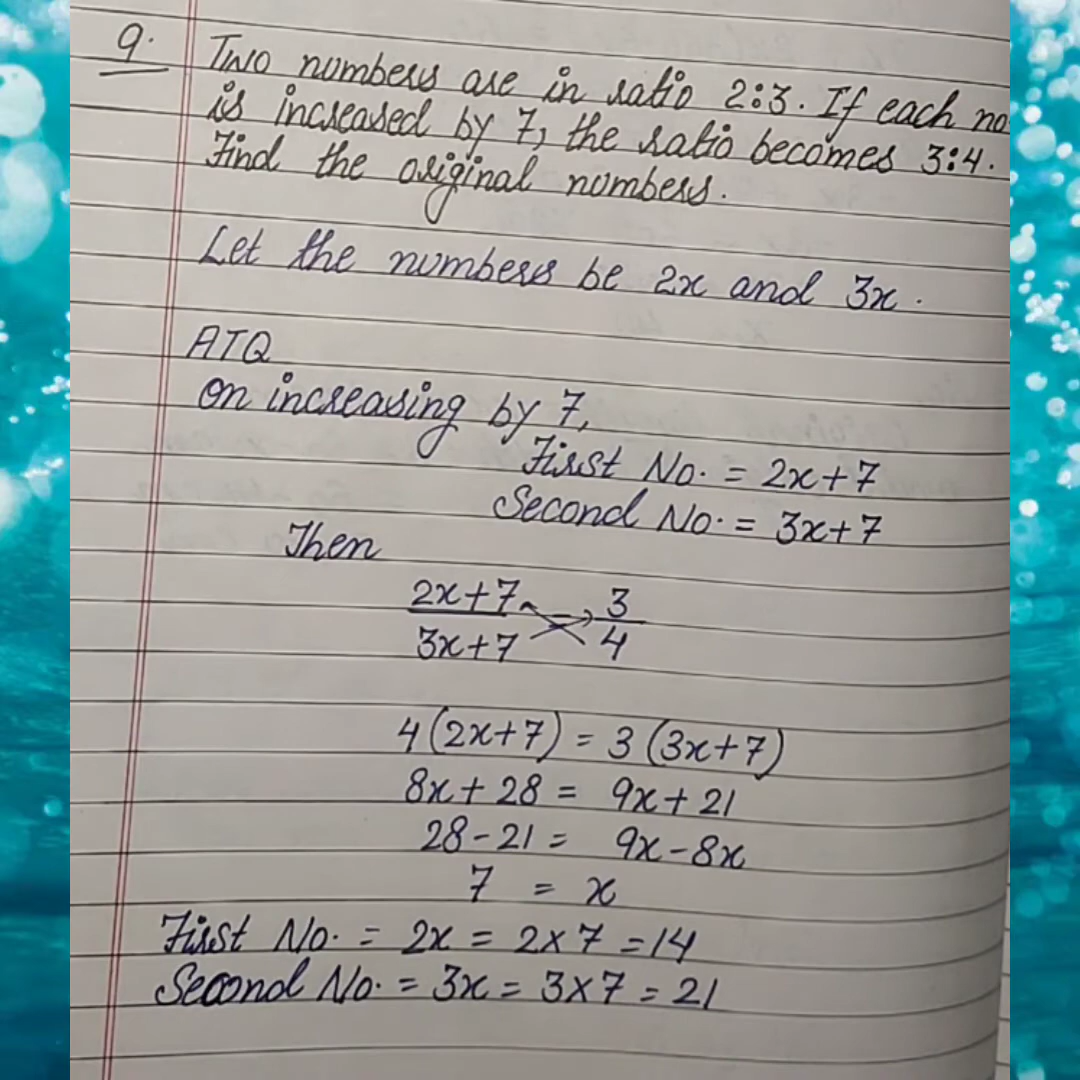 9. Two numbers are in ratio 2:3. If each no
is increased by 7, the ratio becomes 3:4.
Find the original numbers.
Let the numbers be 2x and 3x.
ATQ
on increasing by 7,
First No. = 2x+7
Second No. = 3x+7
Then
2x+7 = 3
3x+7 4
4(2x+7) = 3(3x+7)
8x+28 = 9x+21
28-21 = 9x-8x
7 = x
First No. = 2x = 2×7 = 14
Second No. = 3x = 3×7 = 21